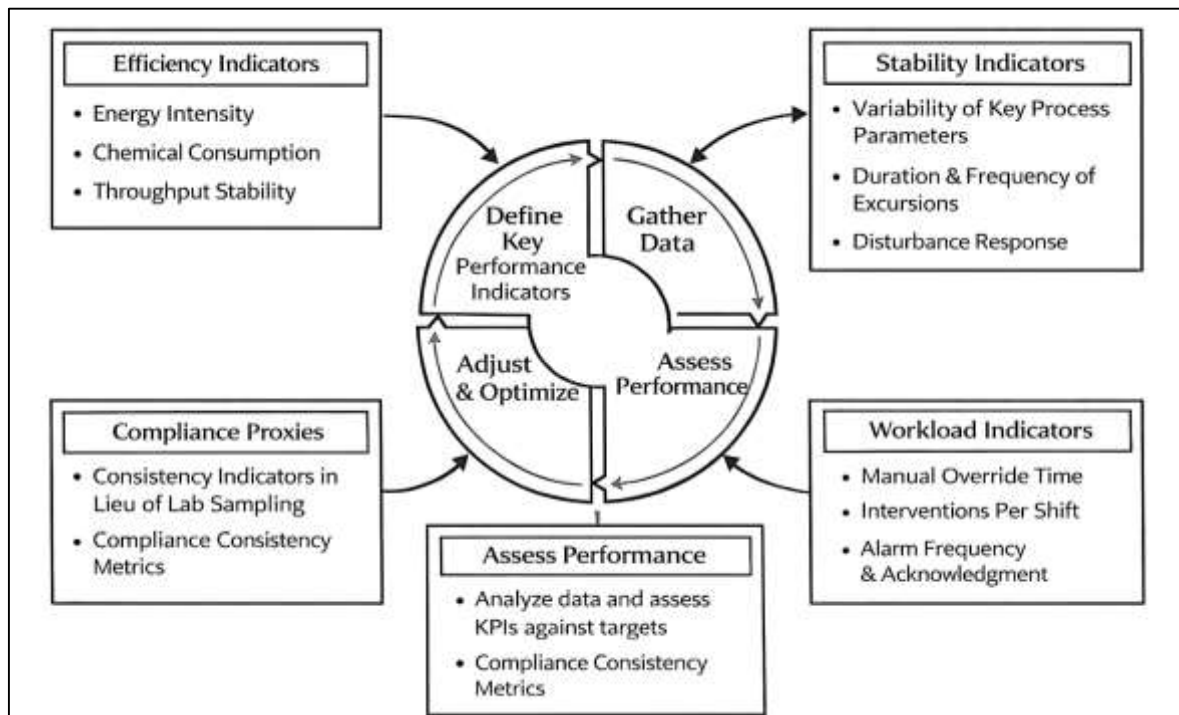 Efficiency Indicators
• Energy Intensity
• Chemical Consumption
• Throughput Stability
Stability Indicators
• Variability of Key Process
Parameters
• Duration & Frequency of
Excursions
• Disturbance Response
Define
Key
Performance
Indicators
Gather
Data
Assess
Performance
Adjust
& Optimize
Compliance Proxies
• Consistency Indicators in
Lieu of Lab Sampling
• Compliance Consistency
Metrics
Assess Performance
• Analyze data and assess
KPIs against targets
• Compliance Consistency
Metrics
Workload Indicators
• Manual Override Time
• Interventions Per Shift
• Alarm Frequency
& Acknowledgment